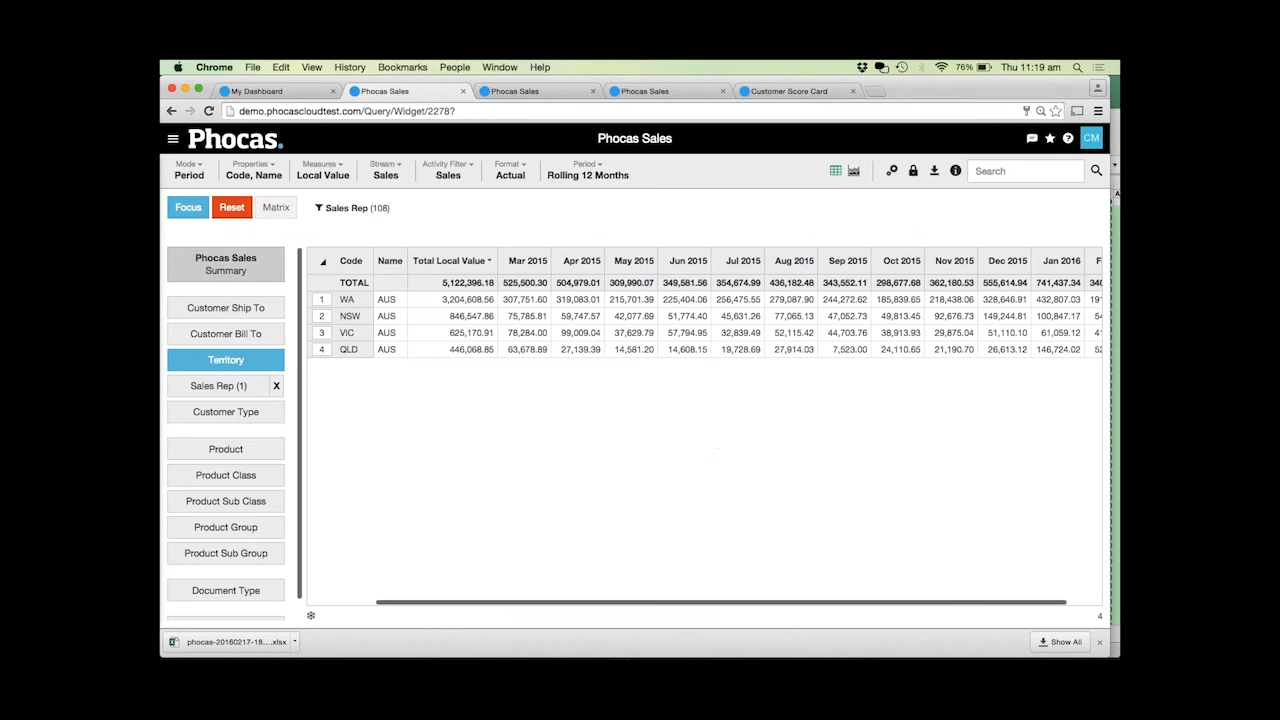 Chrome File Edit View History Bookmarks People Window Help 76% Thu 11:19 am
My Dashboard × Phocas Sales × Phocas Sales × Phocas Sales × Customer Score Card ×
demo.phocascloudtest.com/Query/Widget/2278?
Phocas. Phocas Sales CM
Mode Properties Measures Stream Activity Filter Format Period
Period Code, Name Local Value Sales Sales Actual Rolling 12 Months Search
Focus Reset Matrix Sales Rep (108)
Phocas Sales
Summary
Customer Ship To
Customer Bill To
Territory
Sales Rep (1) X
Customer Type
Product
Product Class
Product Sub Class
Product Group
Product Sub Group
Document Type
Code Name Total Local Value Mar 2015 Apr 2015 May 2015 Jun 2015 Jul 2015 Aug 2015 Sep 2015 Oct 2015 Nov 2015 Dec 2015 Jan 2016 F
TOTAL 5,122,396.18 525,500.30 504,979.01 309,990.07 349,581.56 354,674.99 436,182.48 343,552.11 298,677.68 362,180.53 555,614.94 741,437.34 340
1 WA AUS 3,204,608.56 307,751.60 319,083.01 215,701.39 225,404.06 256,475.55 279,087.90 244,272.62 185,839.65 218,438.06 328,646.91 432,807.03 191
2 NSW AUS 846,547.86 75,785.81 59,747.57 42,077.69 51,774.40 45,631.26 77,065.13 47,052.73 49,813.45 92,676.73 149,244.81 100,847.17 54
3 VIC AUS 625,170.91 78,284.00 99,009.04 37,629.79 57,794.95 32,839.49 52,115.42 44,703.76 38,913.93 29,875.04 51,110.10 61,059.12 41
4 QLD AUS 446,068.85 63,678.89 27,139.39 14,581.20 14,608.15 19,728.69 27,914.03 7,523.00 24,110.65 21,190.70 26,613.12 146,724.02 52
4
phocas-20160217-18....xlsx Show All ×